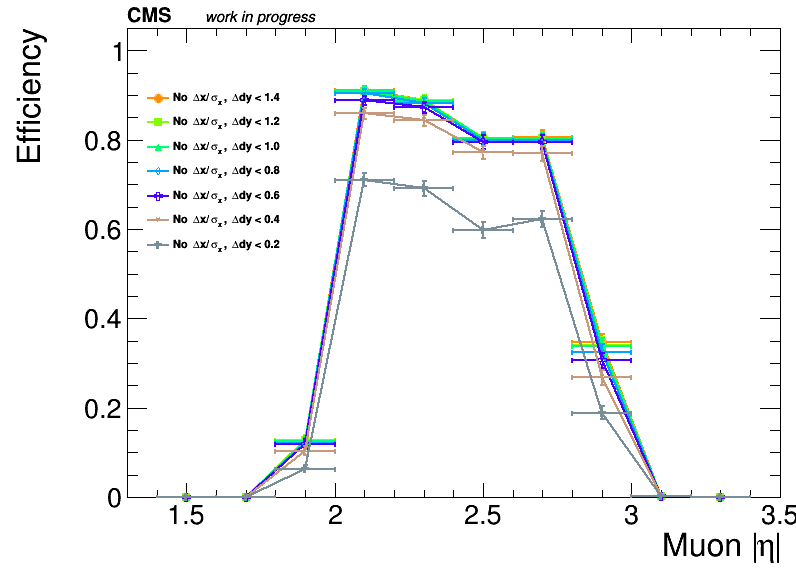 CMS work in progress
Efficiency
1
0.8
0.6
0.4
0.2
0
No Δx/σx, Δdy < 1.4
No Δx/σx, Δdy < 1.2
No Δx/σx, Δdy < 1.0
No Δx/σx, Δdy < 0.8
No Δx/σx, Δdy < 0.6
No Δx/σx, Δdy < 0.4
No Δx/σx, Δdy < 0.2
1.5 2 2.5 3 3.5
Muon |η|